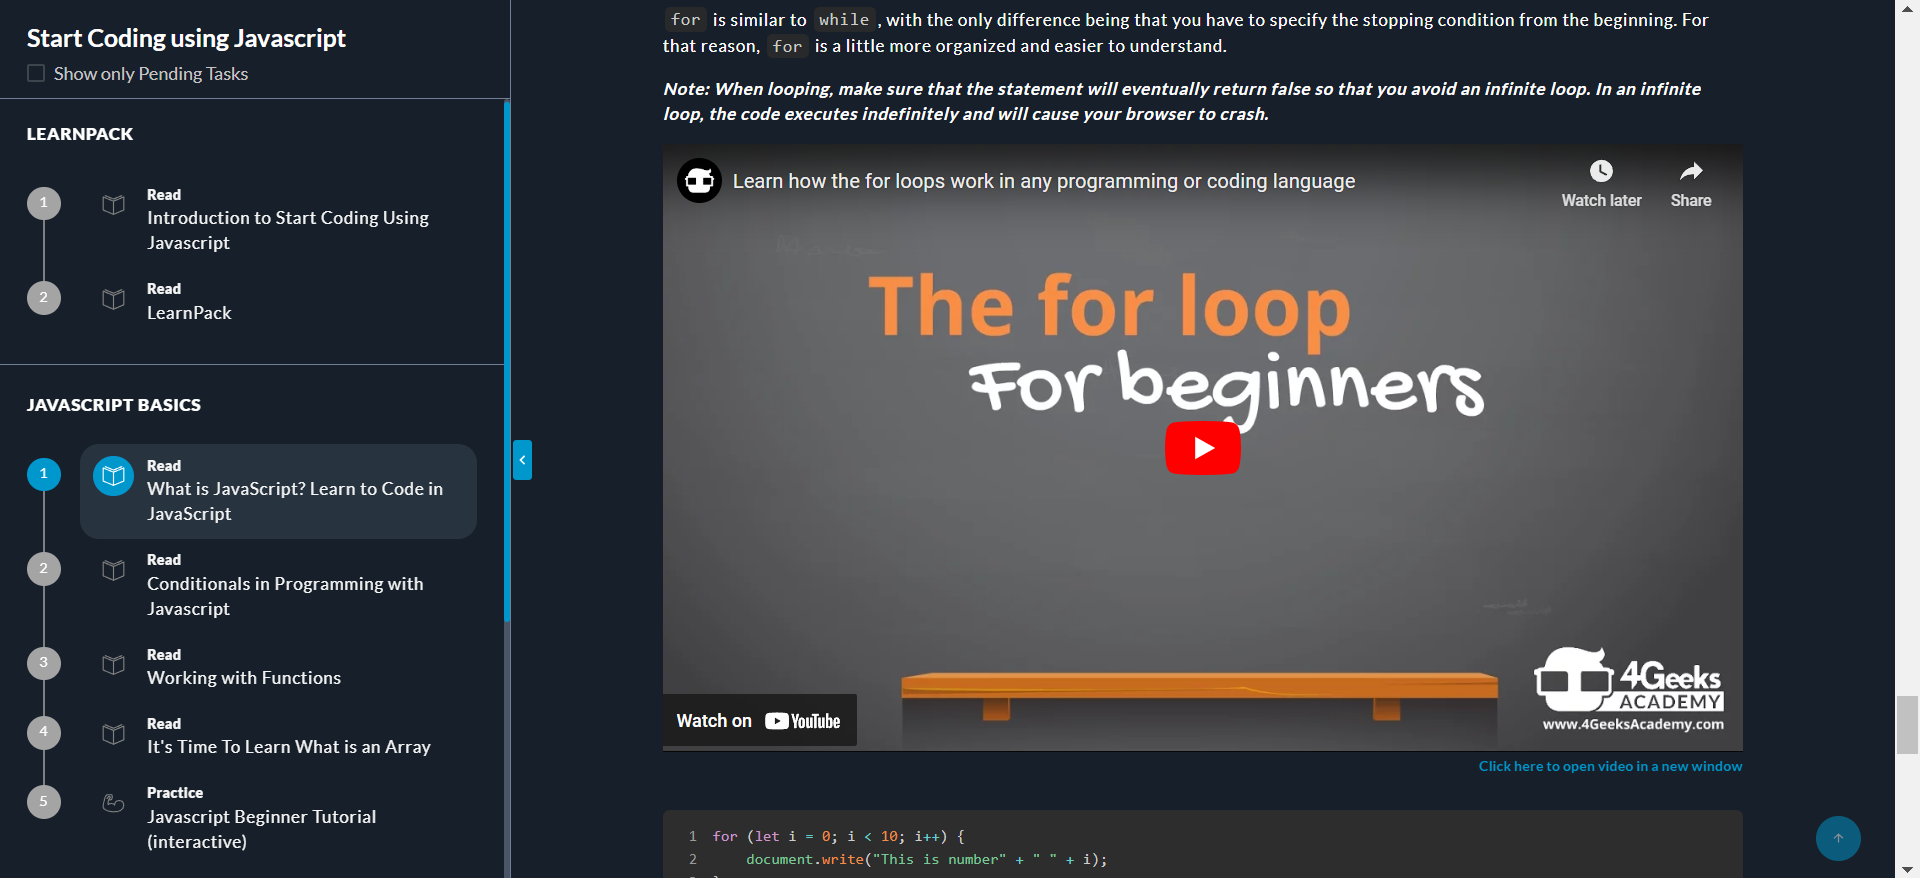 Start Coding using Javascript
Show only Pending Tasks
LEARNPACK
1
Read
Introduction to Start Coding Using
Javascript
2
Read
LearnPack
JAVASCRIPT BASICS
1
Read
What is JavaScript? Learn to Code in
JavaScript
2
Read
Conditionals in Programming with
Javascript
3
Read
Working with Functions
4
Read
It's Time To Learn What is an Array
5
Practice
Javascript Beginner Tutorial
(interactive)
for is similar to while , with the only difference being that you have to specify the stopping condition from the beginning. For
that reason, for is a little more organized and easier to understand.
Note: When looping, make sure that the statement will eventually return false so that you avoid an infinite loop. In an infinite
loop, the code executes indefinitely and will cause your browser to crash.
Learn how the for loops work in any programming or coding language
Watch later
Share
The for loop
For beginners
4Geeks
ACADEMY
www.4GeeksAcademy.com
Watch on YouTube
Click here to open video in a new window
1 for (let i = 0; i < 10; i++) {
2 document.write("This is number" + " " + i);